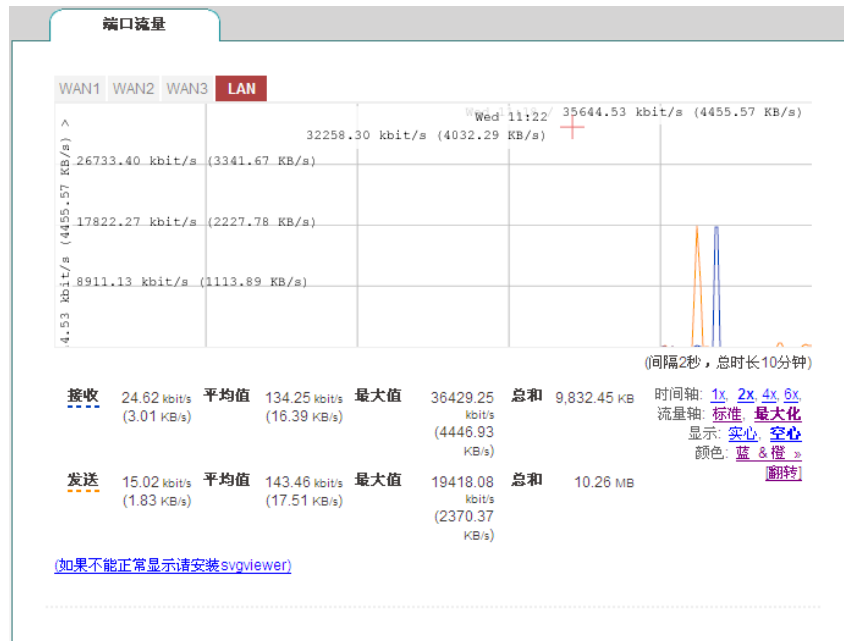 端口流量
WAN1 WAN2 WAN3 LAN
35644.53 kbit/s (4455.57 KB/s)
Wed 11:22
32258.30 kbit/s (4032.29 KB/s)
26733.40 kbit/s (3341.67 KB/s)
17822.27 kbit/s (2227.78 KB/s)
8911.13 kbit/s (1113.89 KB/s)
4.53 kbit/s (4455.57 KB/s) >
(间隔2秒，总时长10分钟)
接收 24.62 kbit/s 平均值 134.25 kbit/s 最大值 36429.25 总和 9,832.45 KB
(3.01 KB/s) (16.39 KB/s) kbit/s
(4446.93
KB/s)
时间轴: 1x, 2x, 4x, 6x,
流量轴: 标准, 最大化
显示: 实心, 空心
颜色: 蓝 & 橙 »
[翻转]
发送 15.02 kbit/s 平均值 143.46 kbit/s 最大值 19418.08 总和 10.26 MB
(1.83 KB/s) (17.51 KB/s) kbit/s
(2370.37
KB/s)
(如果不能正常显示请安装svgviewer)